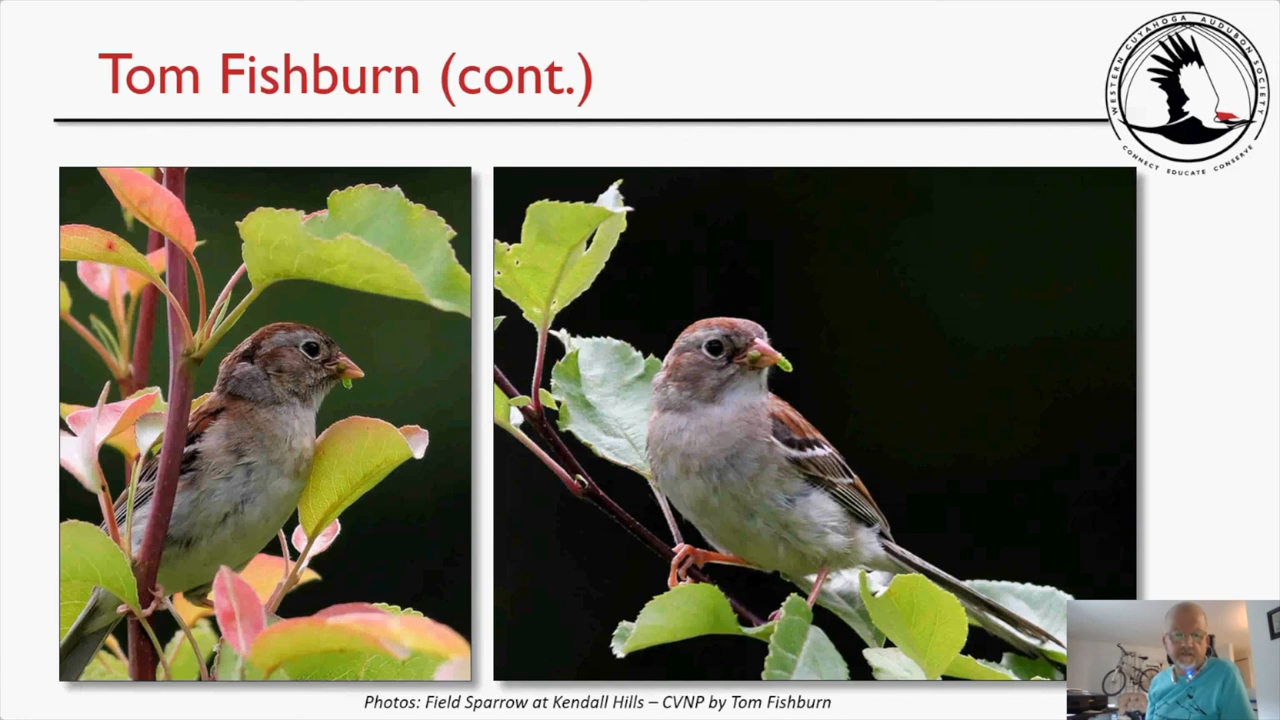 Tom Fishburn (cont.)
WESTERN CUYAHOGA AUDUBON SOCIETY
CONNECT EDUCATE CONSERVE
Photos: Field Sparrow at Kendall Hills – CVNP by Tom Fishburn